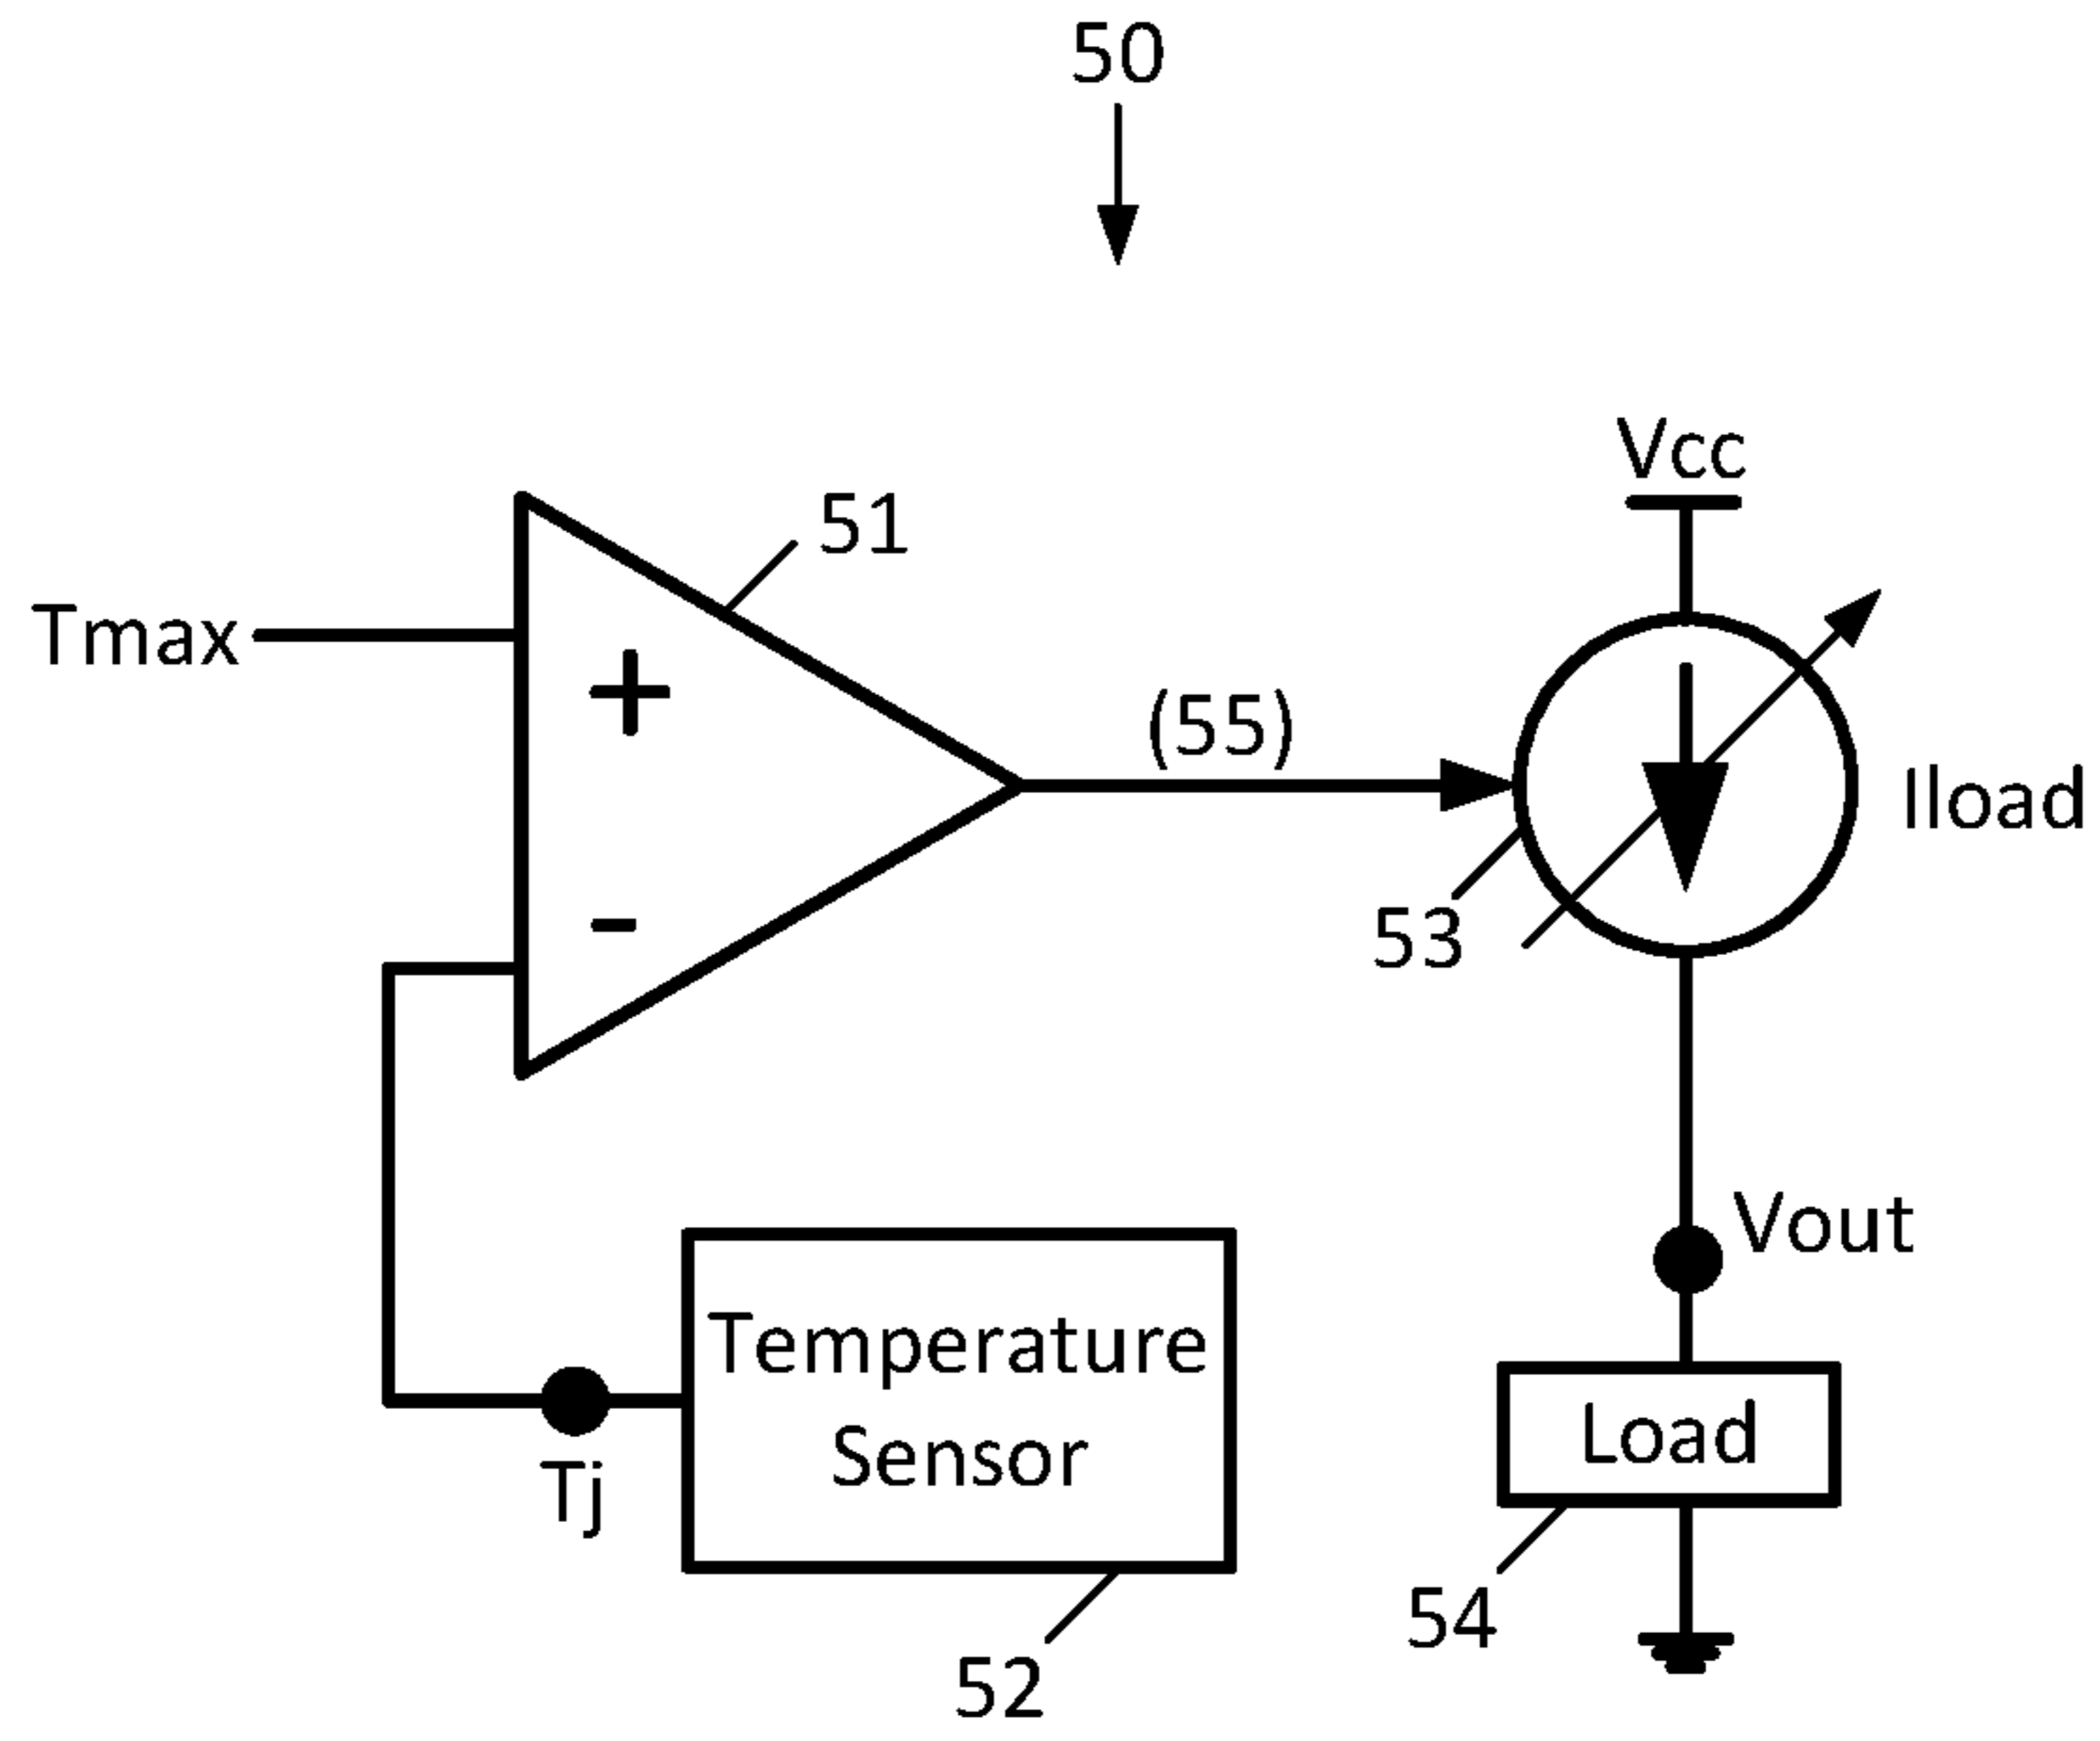 50
Vcc
51
Tmax
+
(55)
Iload
-
53
Vout
Temperature
Sensor
Load
Tj
54
52